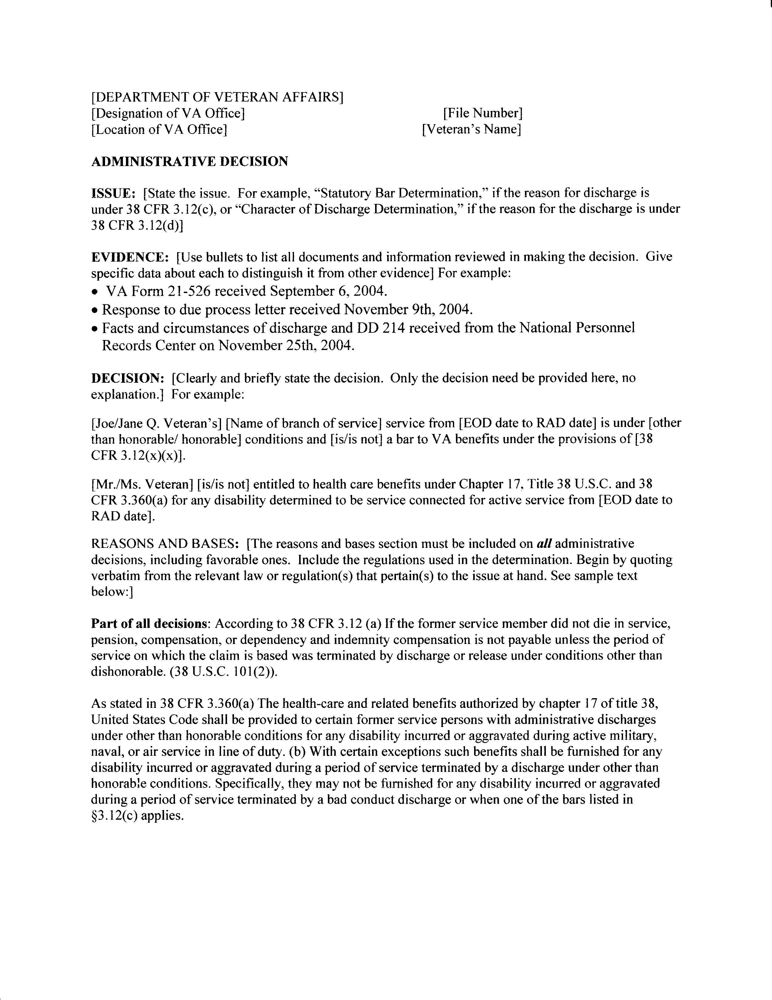 [DEPARTMENT OF VETERAN AFFAIRS]
[Designation of VA Office] [File Number]
[Location of VA Office] [Veteran’s Name]
ADMINISTRATIVE DECISION
ISSUE: [State the issue. For example, “Statutory Bar Determination,” if the reason for discharge is
under 38 CFR 3.12(c), or “Character of Discharge Determination,” if the reason for the discharge is under
38 CFR 3.12(d)]
EVIDENCE: [Use bullets to list all documents and information reviewed in making the decision. Give
specific data about each to distinguish it from other evidence] For example:
• VA Form 21-526 received September 6, 2004.
• Response to due process letter received November 9th, 2004.
• Facts and circumstances of discharge and DD 214 received from the National Personnel
Records Center on November 25th, 2004.
DECISION: [Clearly and briefly state the decision. Only the decision need be provided here, no
explanation.] For example:
[Joe/Jane Q. Veteran’s] [Name of branch of service] service from [EOD date to RAD date] is under [other
than honorable/ honorable] conditions and [is/is not] a bar to VA benefits under the provisions of [38
CFR 3.12(x)(x)].
[Mr./Ms. Veteran] [is/is not] entitled to health care benefits under Chapter 17, Title 38 U.S.C. and 38
CFR 3.360(a) for any disability determined to be service connected for active service from [EOD date to
RAD date].
REASONS AND BASES: [The reasons and bases section must be included on all administrative
decisions, including favorable ones. Include the regulations used in the determination. Begin by quoting
verbatim from the relevant law or regulation(s) that pertain(s) to the issue at hand. See sample text
below:]
Part of all decisions: According to 38 CFR 3.12 (a) If the former service member did not die in service,
pension, compensation, or dependency and indemnity compensation is not payable unless the period of
service on which the claim is based was terminated by discharge or release under conditions other than
dishonorable. (38 U.S.C. 101(2)).
As stated in 38 CFR 3.360(a) The health-care and related benefits authorized by chapter 17 of title 38,
United States Code shall be provided to certain former service persons with administrative discharges
under other than honorable conditions for any disability incurred or aggravated during active military,
naval, or air service in line of duty. (b) With certain exceptions such benefits shall be furnished for any
disability incurred or aggravated during a period of service terminated by a discharge under other than
honorable conditions. Specifically, they may not be furnished for any disability incurred or aggravated
during a period of service terminated by a bad conduct discharge or when one of the bars listed in
§3.12(c) applies.